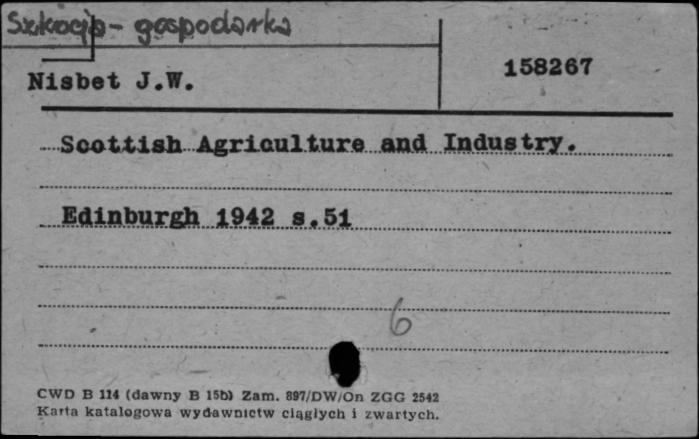 Szkocja - gospodarka
Nisbet J.W.
158267
Scottish Agriculture and Industry.
Edinburgh 1942 s.51
6
CWD B 114 (dawny B 15b) Zam. 897/DW/On ZGG 2542
Karta katalogowa wydawnictw ciągłych i zwartych.